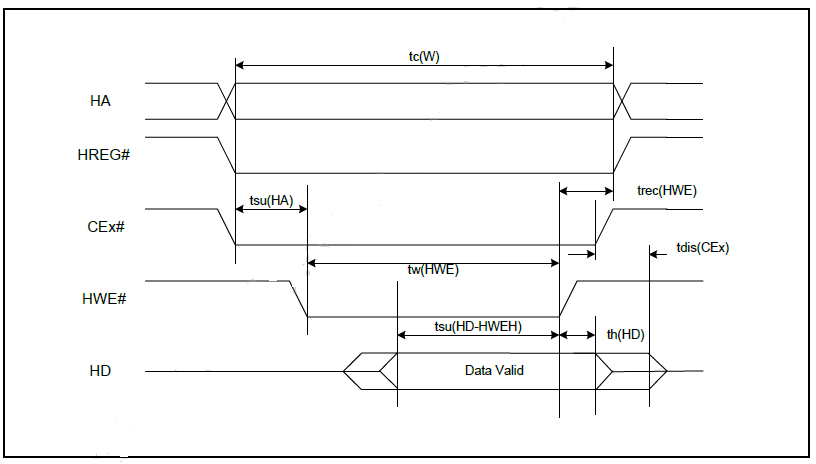 tc(W)
HA
HREG#
tsu(HA)
trec(HWE)
CEx#
tdis(CEx)
tw(HWE)
HWE#
tsu(HD-HWEH)
th(HD)
HD
Data Valid